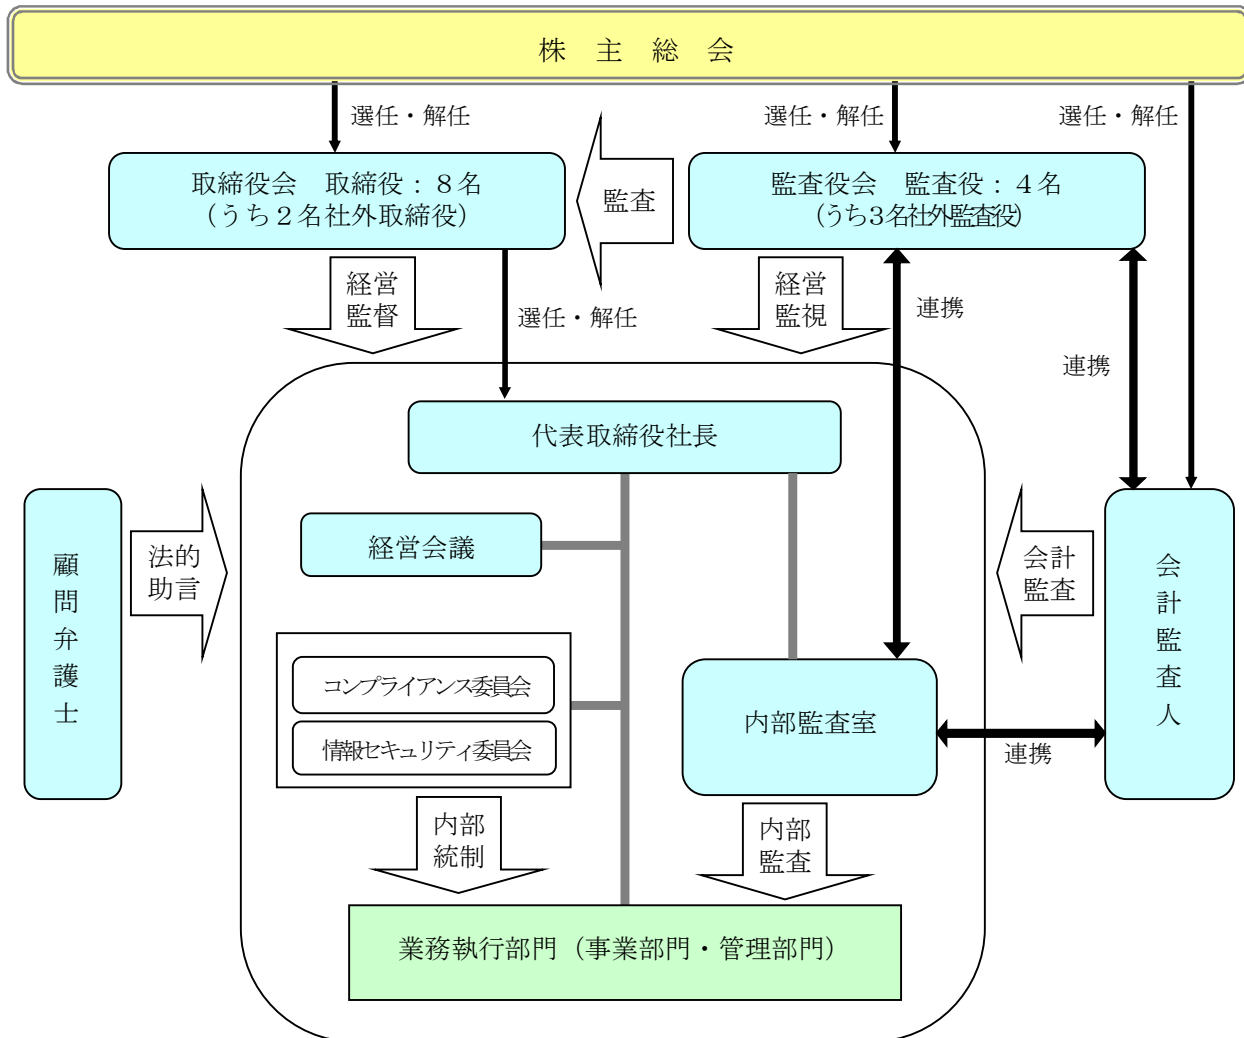 株 主 総 会
選任・解任
選任・解任
選任・解任
取締役会 取締役：８名
（うち２名社外取締役）
監査
監査役会 監査役：４名
（うち３名社外監査役）
経営
監督
選任・解任
経営
監視
連携
連携
代表取締役社長
経営会議
顧問弁護士
法的
助言
会計
監査
会計監査人
コンプライアンス委員会
情報セキュリティ委員会
内部監査室
連携
内部
統制
内部
監査
業務執行部門（事業部門・管理部門）